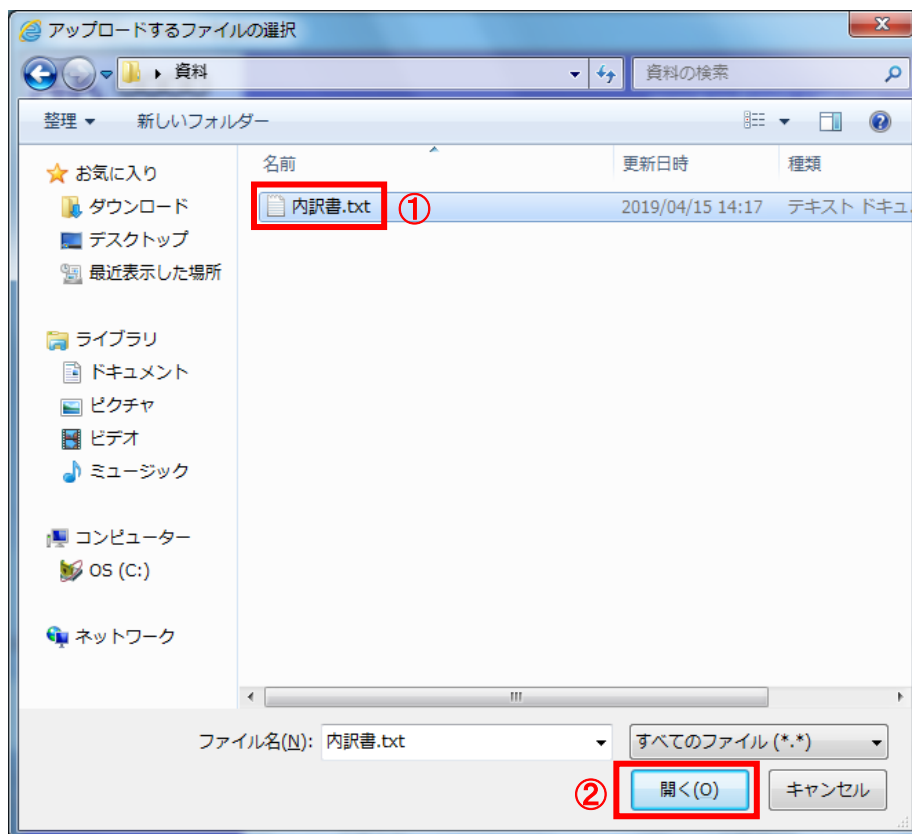 アップロードするファイルの選択
資料
資料の検索
整理
新しいフォルダー
名前
更新日時
種類
お気に入り
ダウンロード
デスクトップ
最近表示した場所
ライブラリ
ドキュメント
ピクチャ
ビデオ
ミュージック
コンピューター
OS (C:)
ネットワーク
内訳書.txt
①
2019/04/15 14:17
テキスト ドキュ
ファイル名(N):
内訳書.txt
すべてのファイル (*.*)
②
開く(O)
キャンセル